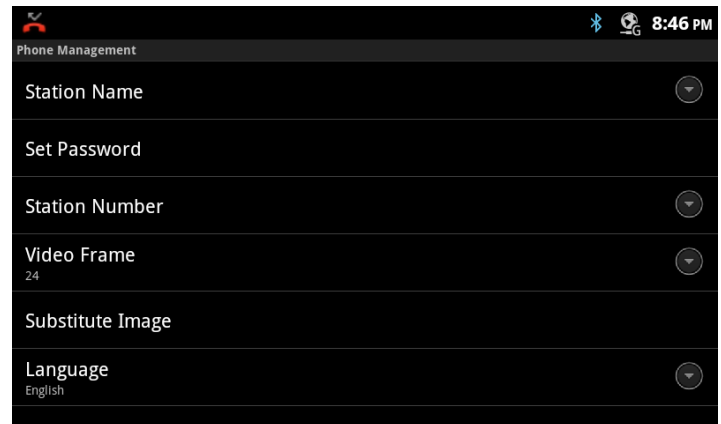 G 8:46 PM
Phone Management
Station Name
Set Password
Station Number
Video Frame
24
Substitute Image
Language
English